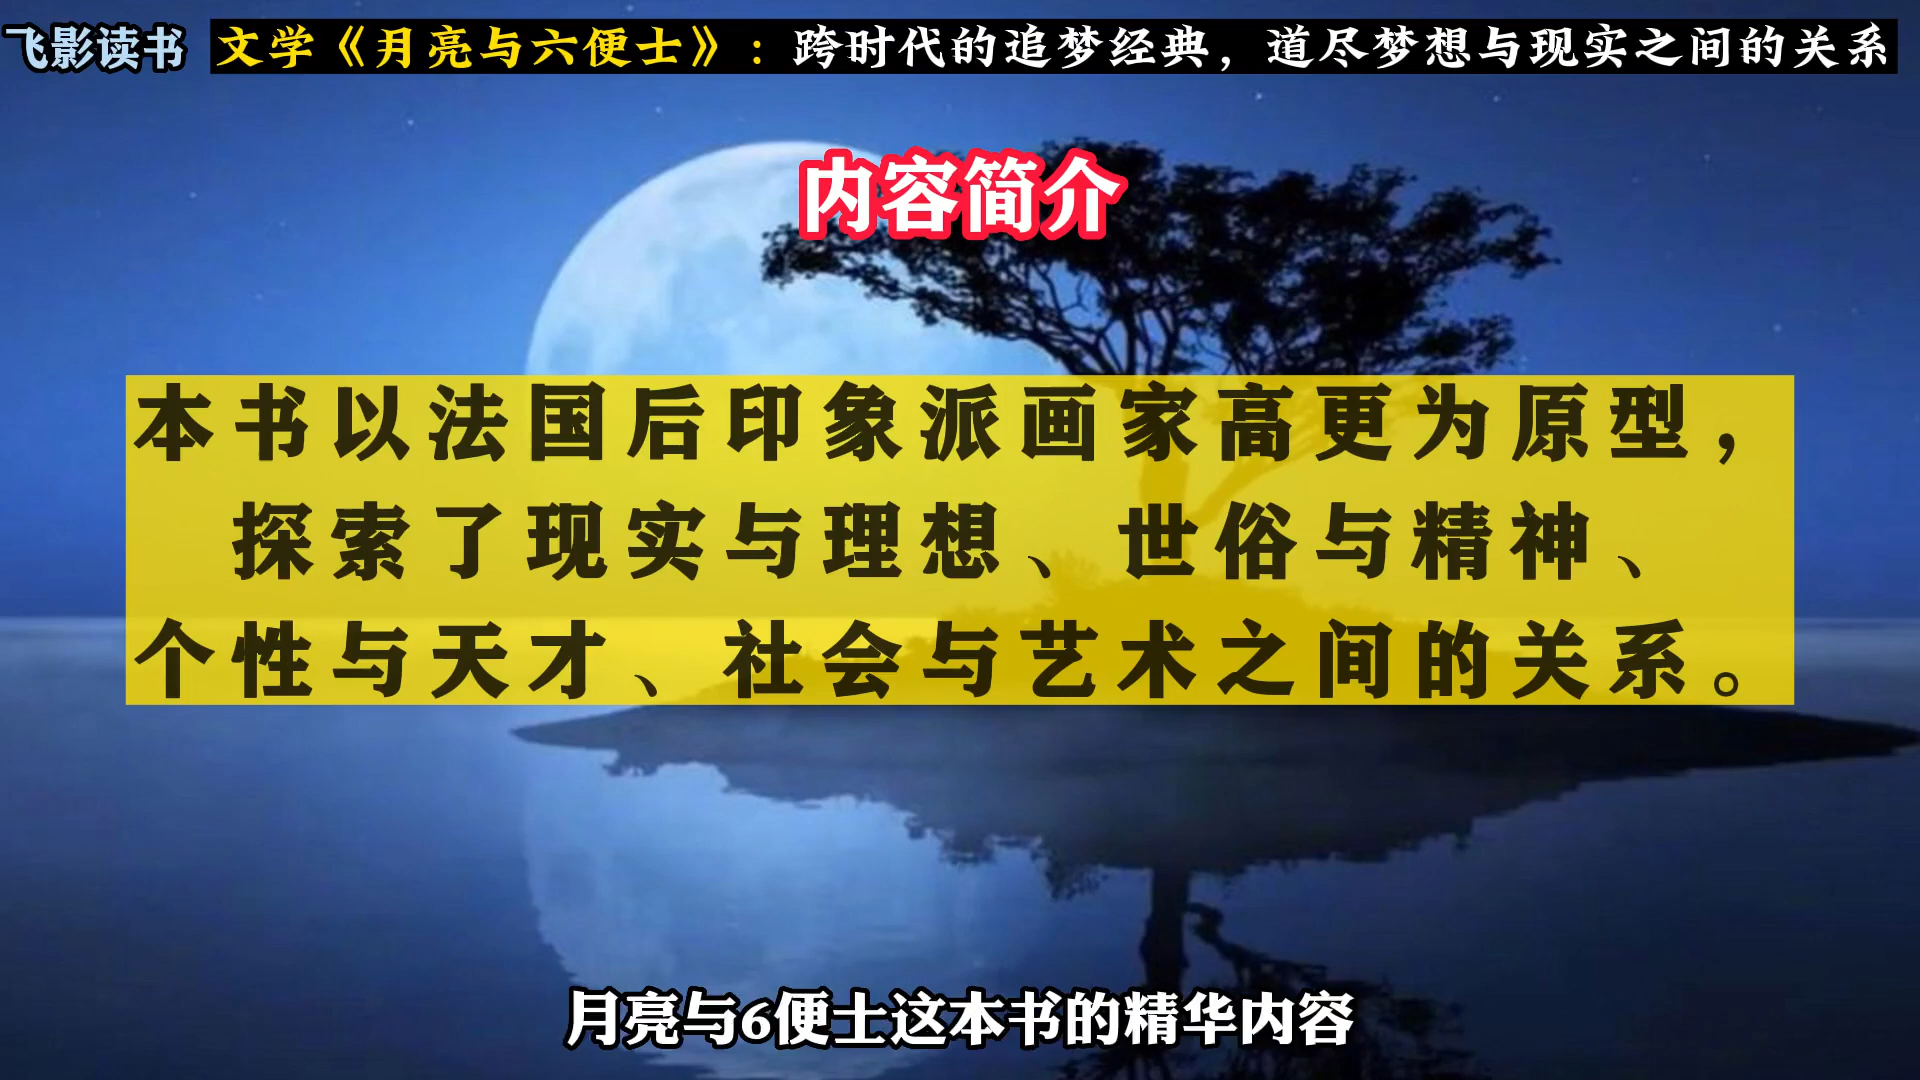 飞影读书
文学《月亮与六便士》：跨时代的追梦经典，道尽梦想与现实之间的关系
内容简介
本书以法国后印象派画家高更为原型，
探索了现实与理想、世俗与精神、
个性与天才、社会与艺术之间的关系。
月亮与6便士这本书的精华内容